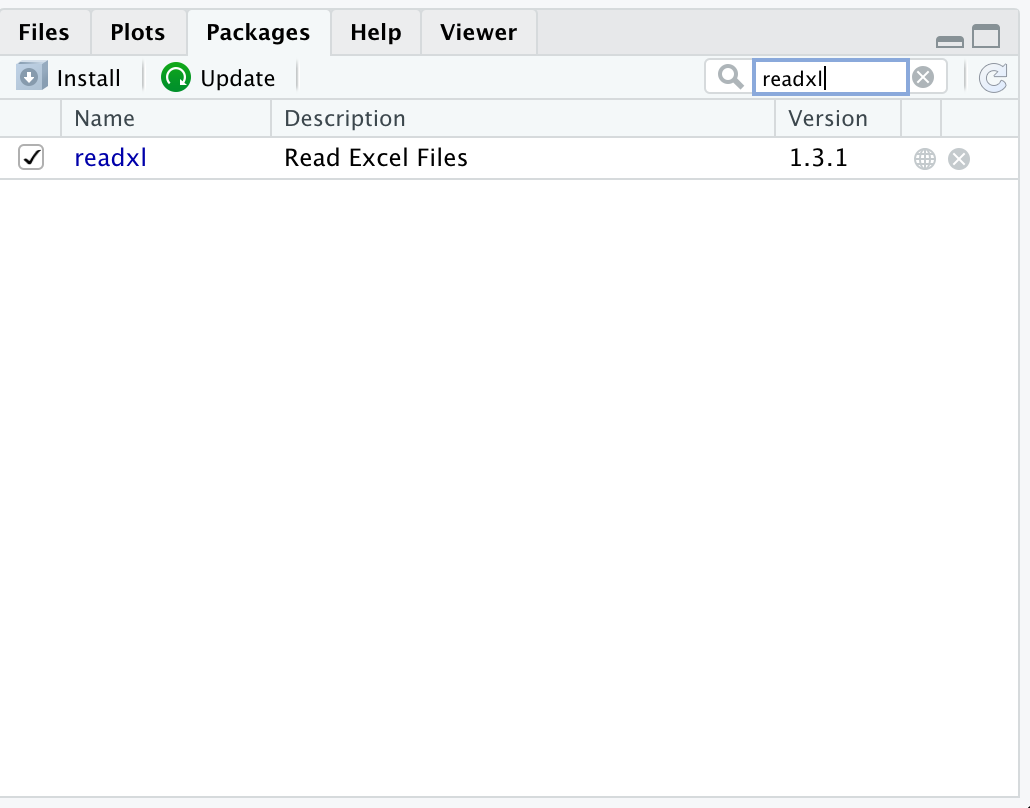 Files Plots Packages Help Viewer
Install Update readxl
Name Description Version
readxl Read Excel Files 1.3.1